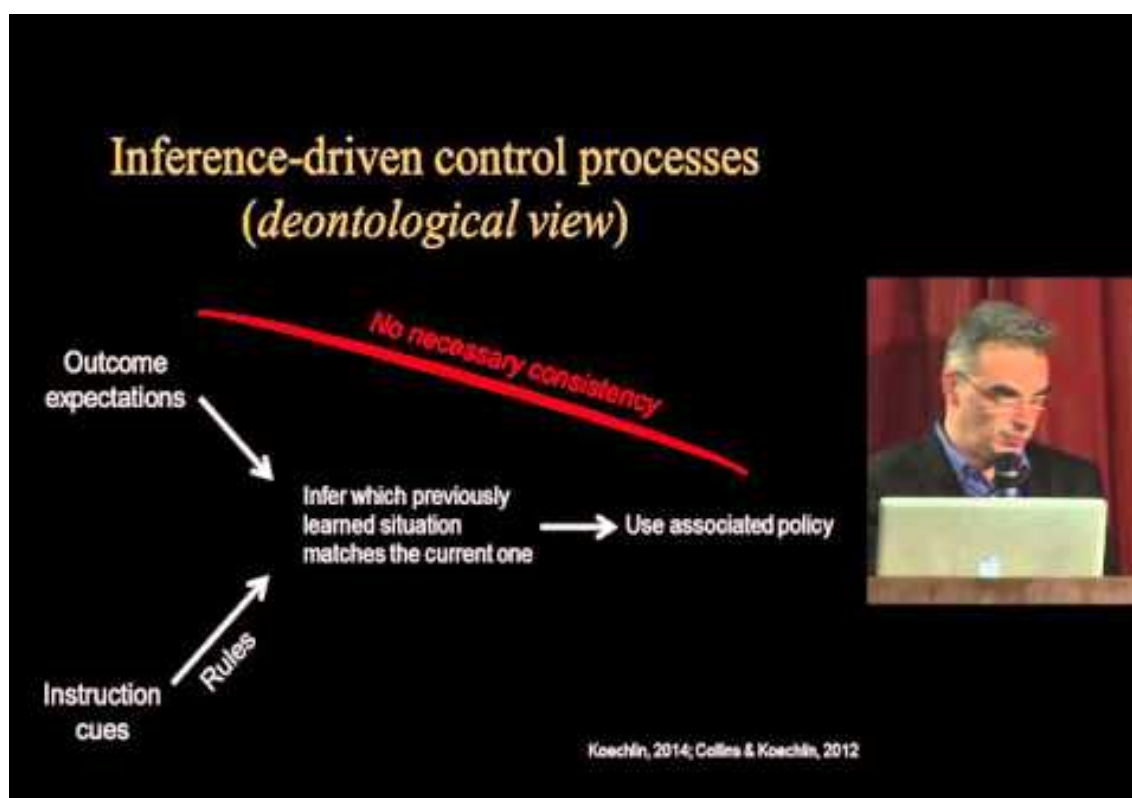 Inference-driven control processes
(deontological view)
No necessary consistency
Outcome
expectations
Infer which previously
learned situation
matches the current one
Use associated policy
Rules
Instruction
cues
Koechlin, 2014; Collins & Koechlin, 2012